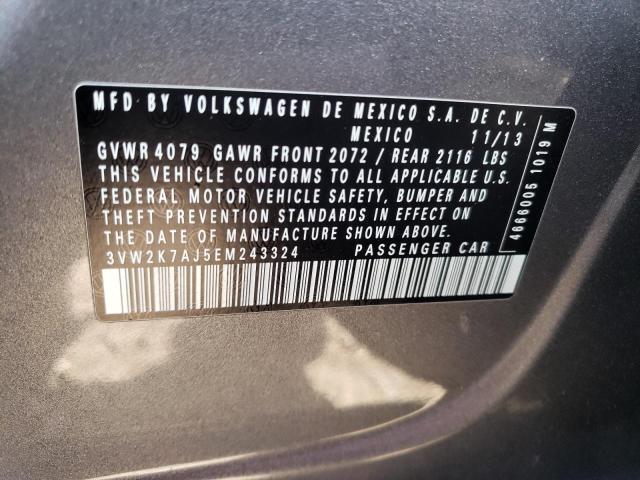 MFD BY VOLKSWAGEN DE MEXICO S.A. DE C.V.
MEXICO 11/13
GVWR 4079 GAWR FRONT 2072 / REAR 2116 LBS
THIS VEHICLE CONFORMS TO ALL APPLICABLE U.S.
FEDERAL MOTOR VEHICLE SAFETY, BUMPER AND
THEFT PREVENTION STANDARDS IN EFFECT ON
THE DATE OF MANUFACTURE SHOWN ABOVE.
3VW2K7AJ5EM243324 PASSENGER CAR
4666005 1019 M